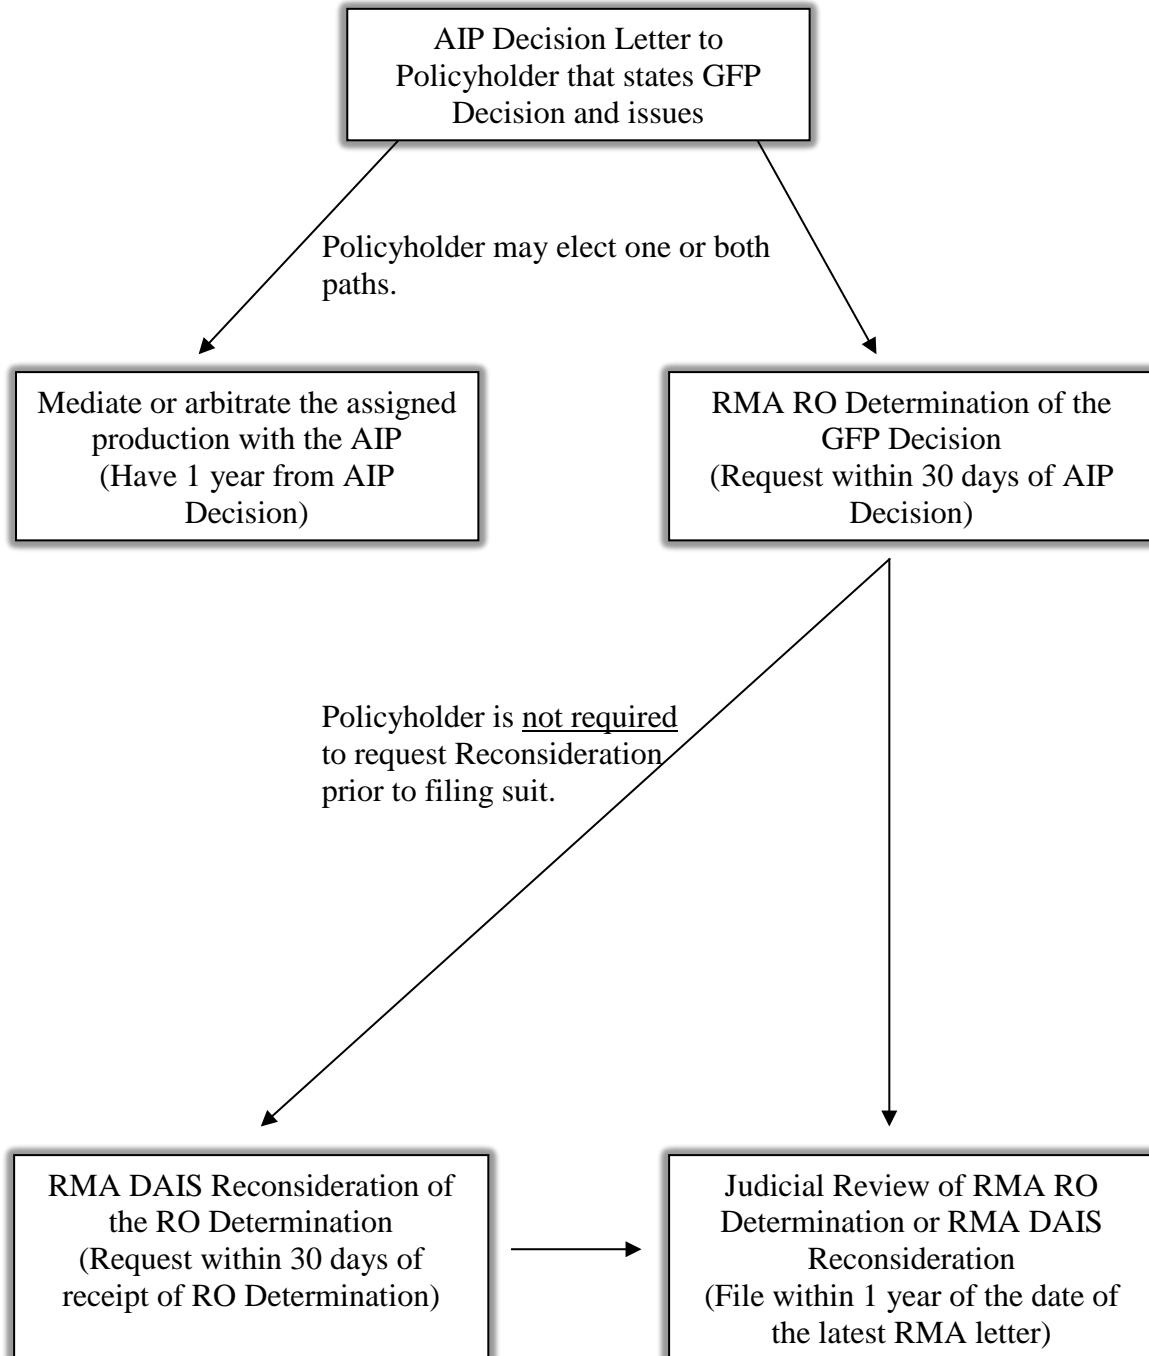 AIP Decision Letter to
Policyholder that states GFP
Decision and issues
Policyholder may elect one or both
paths.
Mediate or arbitrate the assigned
production with the AIP
(Have 1 year from AIP
Decision)
RMA RO Determination of the
GFP Decision
(Request within 30 days of AIP
Decision)
Policyholder is not required
to request Reconsideration
prior to filing suit.
RMA DAIS Reconsideration of
the RO Determination
(Request within 30 days of
receipt of RO Determination)
Judicial Review of RMA RO
Determination or RMA DAIS
Reconsideration
(File within 1 year of the date of
the latest RMA letter)